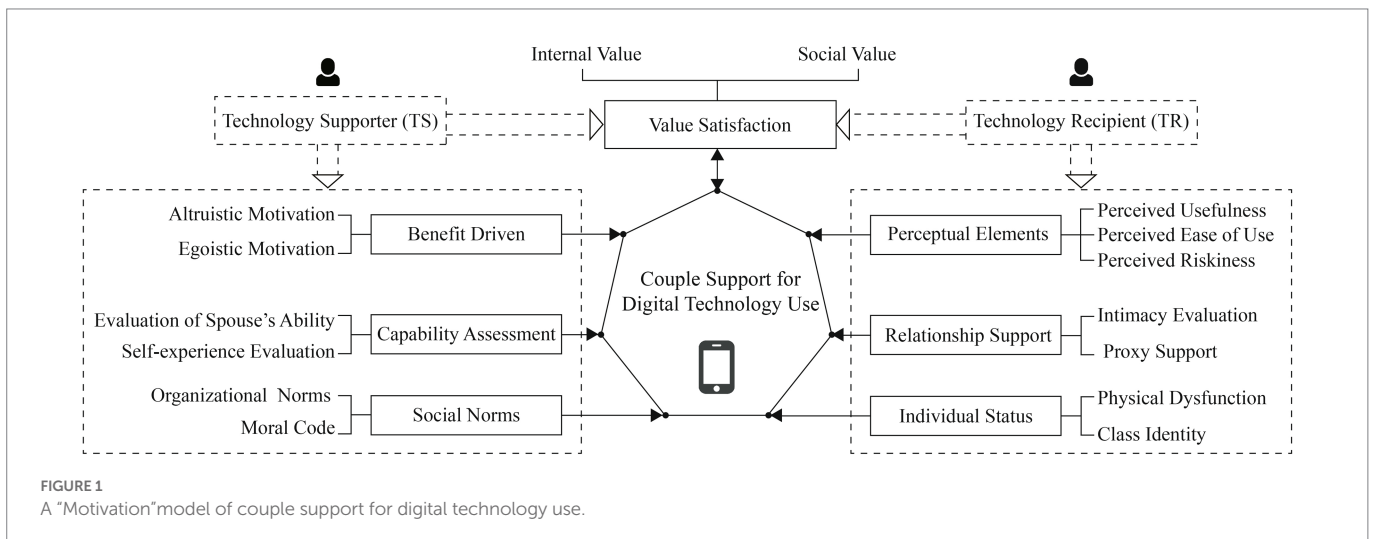 Internal Value
Social Value
Technology Supporter (TS)
Value Satisfaction
Technology Recipient (TR)
Altruistic Motivation
Egoistic Motivation
Benefit Driven
Evaluation of Spouse's Ability
Self-experience Evaluation
Capability Assessment
Organizational Norms
Moral Code
Social Norms
Couple Support for
Digital Technology Use
Perceptual Elements
Perceived Usefulness
Perceived Ease of Use
Perceived Riskiness
Relationship Support
Intimacy Evaluation
Proxy Support
Individual Status
Physical Dysfunction
Class Identity
FIGURE 1
A "Motivation"model of couple support for digital technology use.